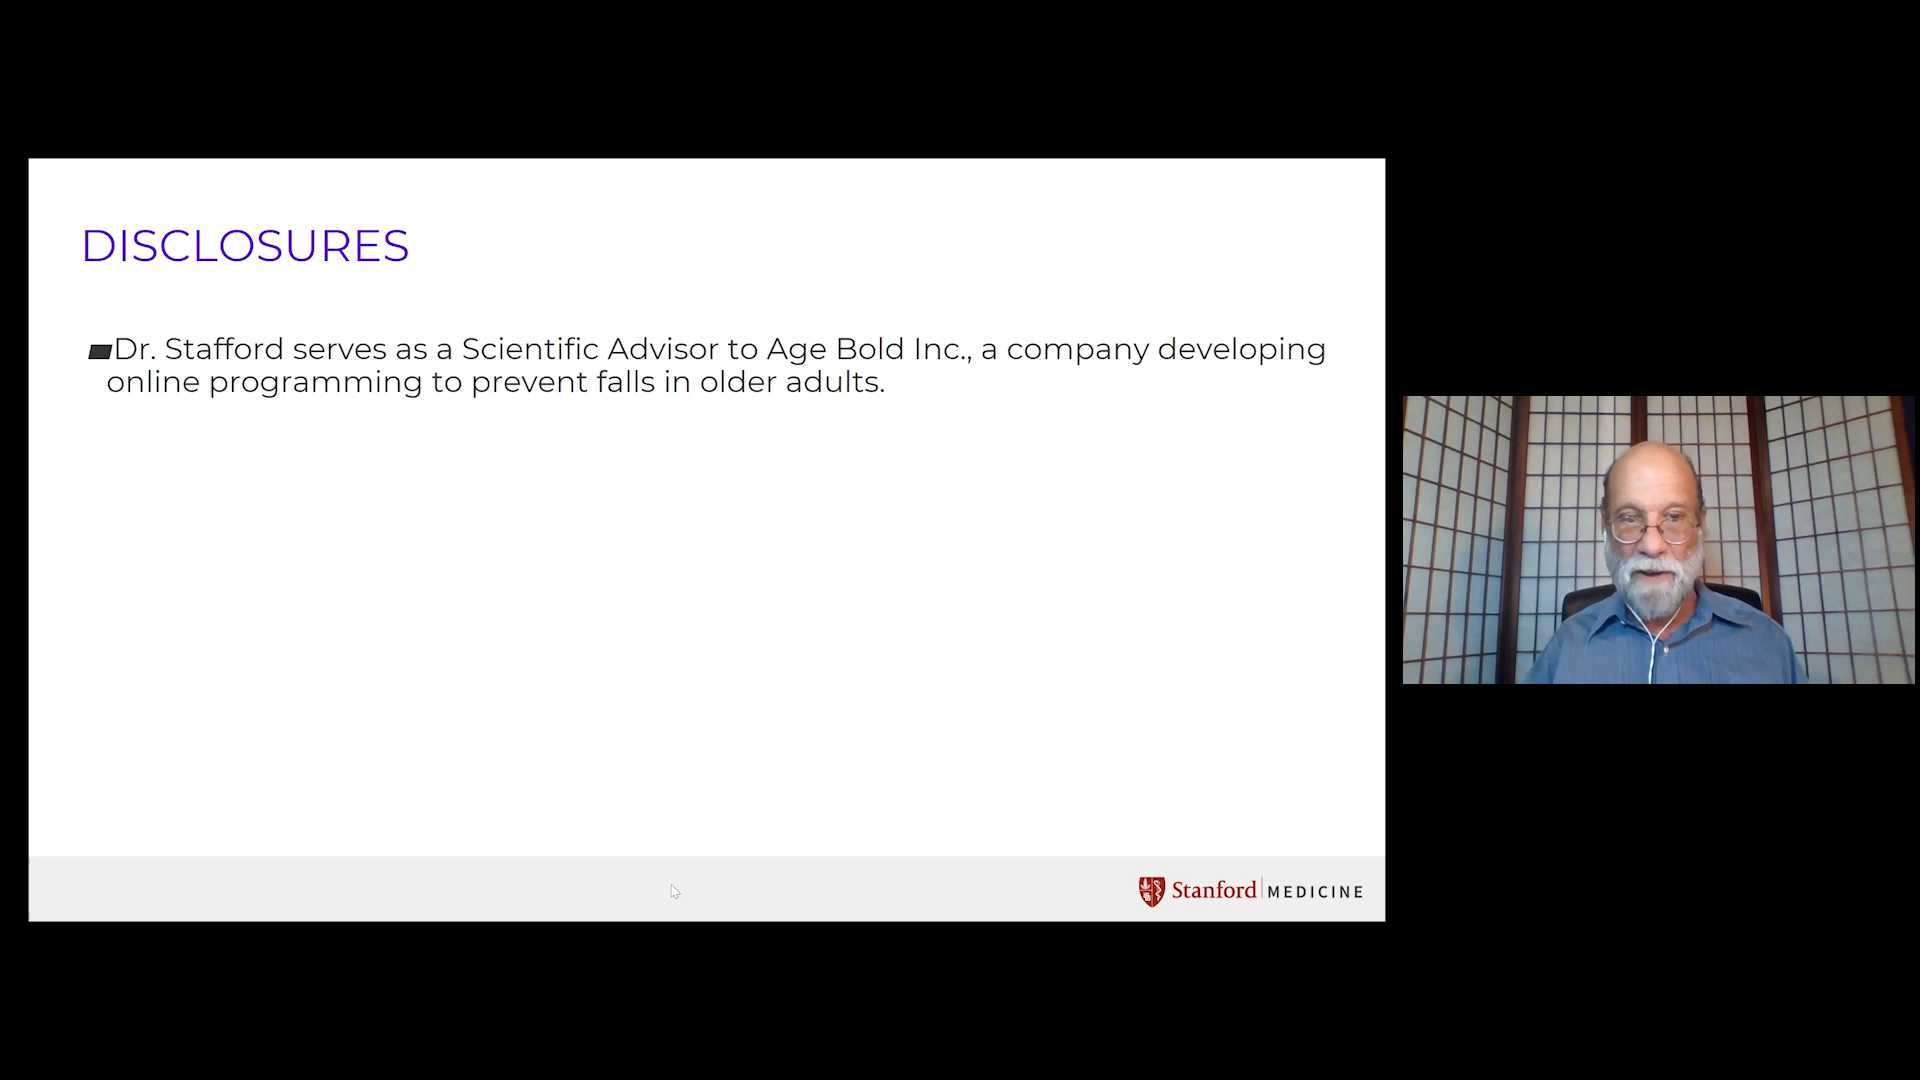 DISCLOSURES
Dr. Stafford serves as a Scientific Advisor to Age Bold Inc., a company developing
online programming to prevent falls in older adults.
Stanford MEDICINE